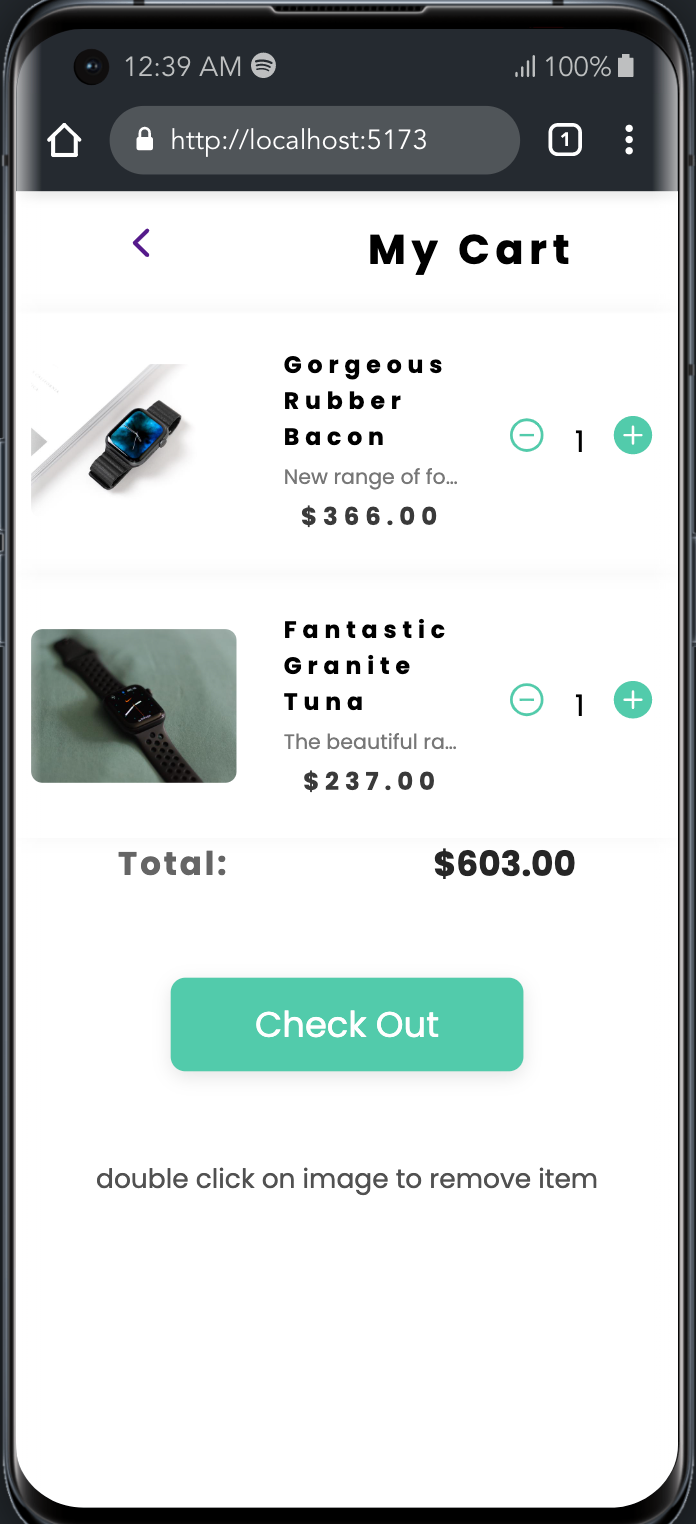 12:39 AM 100%
http://localhost:5173 1
My Cart
Gorgeous
Rubber
Bacon
New range of fo...
$366.00
1
Fantastic
Granite
Tuna
The beautiful ra...
$237.00
1
Total: $603.00
Check Out
double click on image to remove item